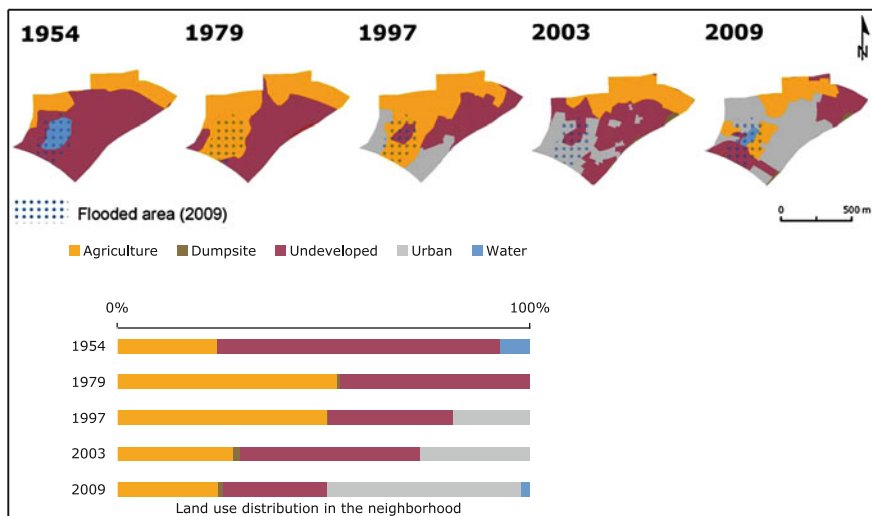 1954 1979 1997 2003 2009
N
Flooded area (2009)
0 500 m
Agriculture Dumpsite Undeveloped Urban Water
0% 100%
1954
1979
1997
2003
2009
Land use distribution in the neighborhood